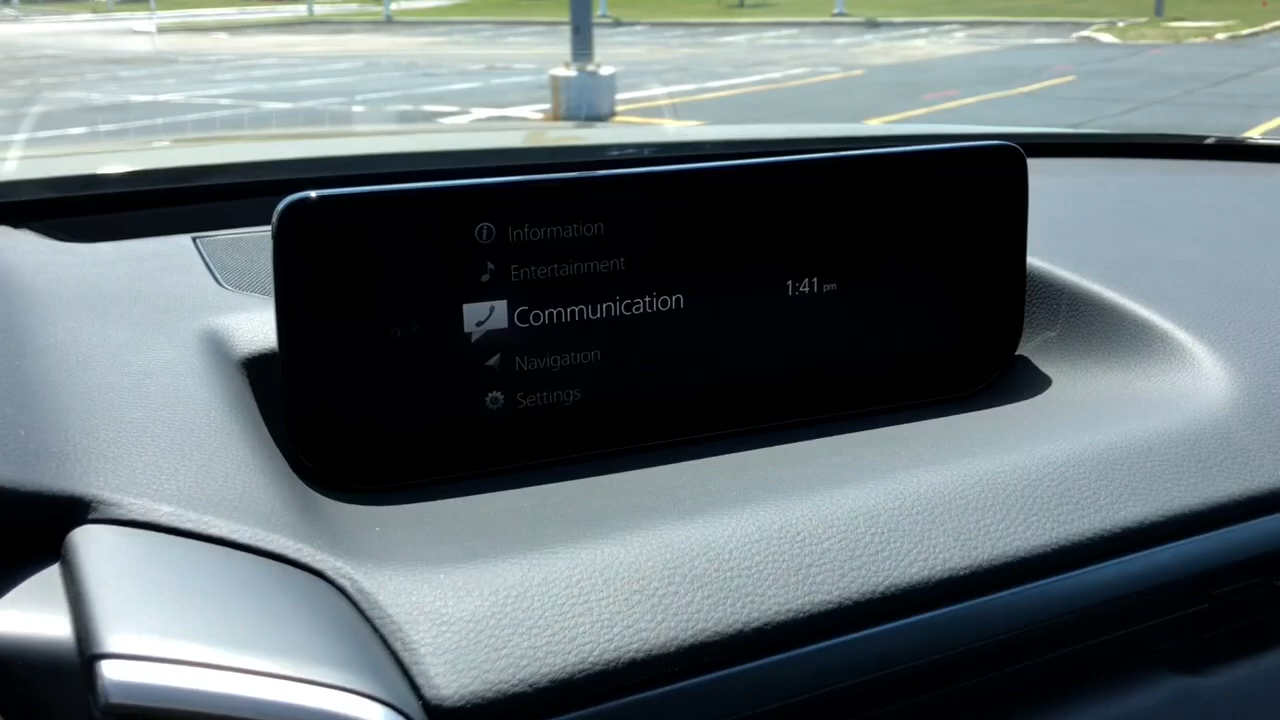 Information
Entertainment
Communication
1:41 pm
Navigation
Settings